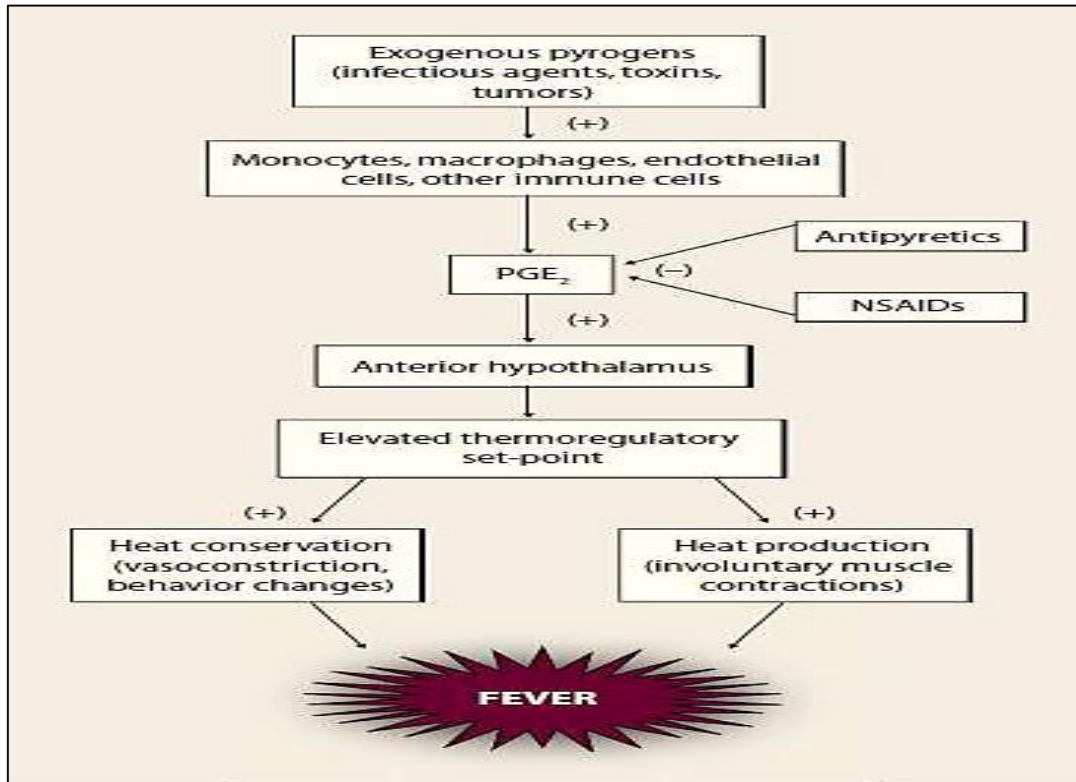 Exogenous pyrogens
(infectious agents, toxins,
tumors)
(+)
Monocytes, macrophages, endothelial
cells, other immune cells
(+)
Antipyretics
PGE₂
(−)
NSAIDs
(+)
Anterior hypothalamus
Elevated thermoregulatory
set-point
(+)
(+)
Heat conservation
(vasoconstriction,
behavior changes)
Heat production
(involuntary muscle
contractions)
FEVER